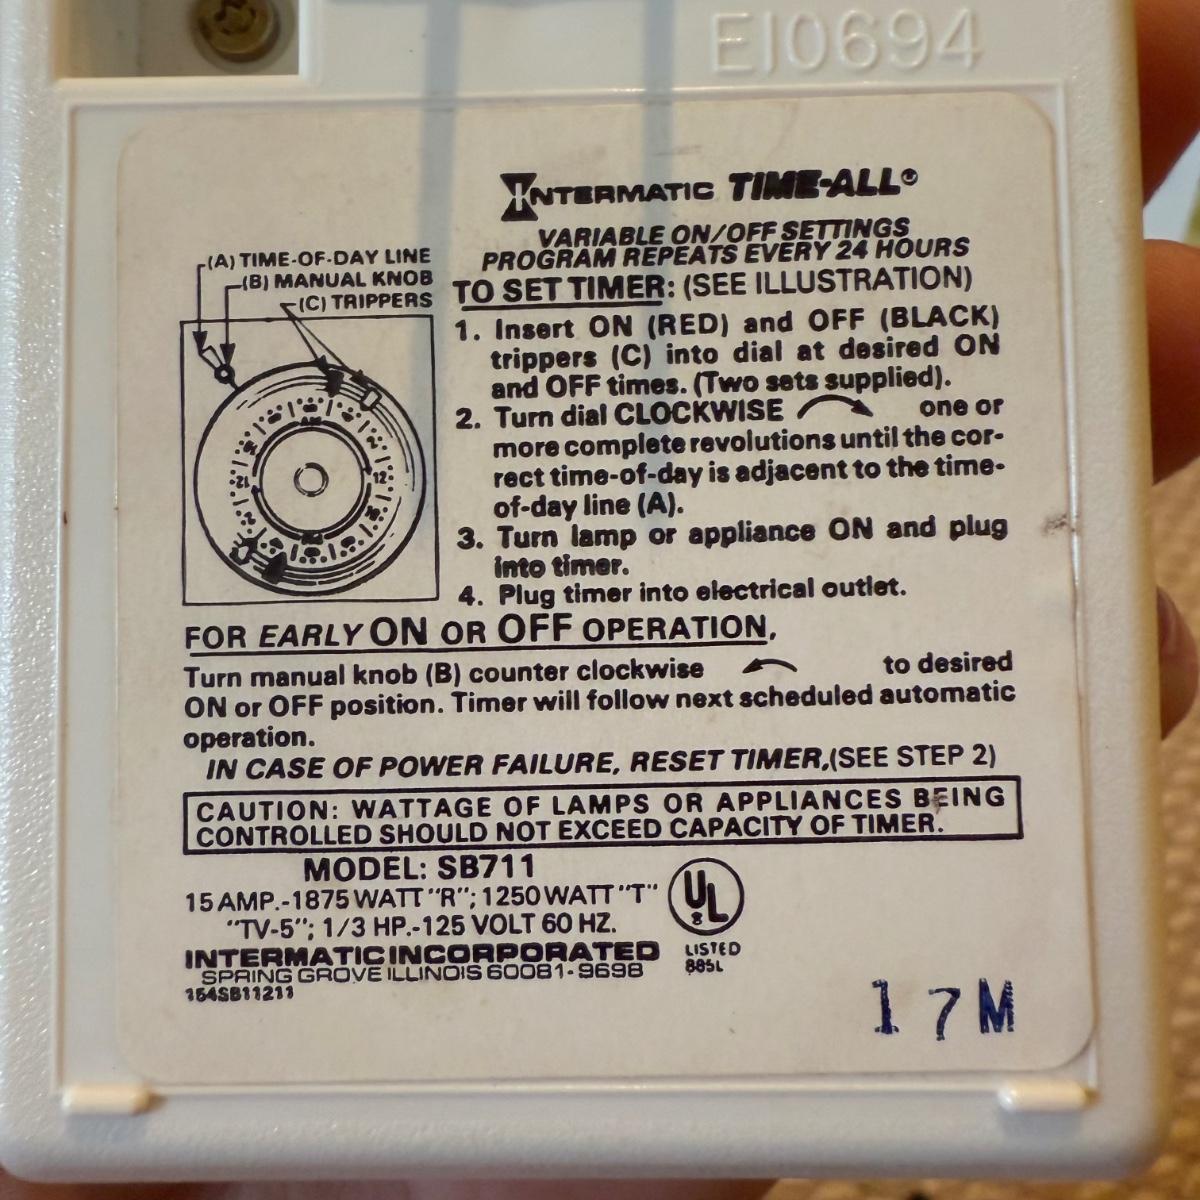 EI0694
INTERMATIC TIME-ALL®
VARIABLE ON/OFF SETTINGS
PROGRAM REPEATS EVERY 24 HOURS
(A) TIME-OF-DAY LINE
(B) MANUAL KNOB
(C) TRIPPERS
TO SET TIMER: (SEE ILLUSTRATION)
1. Insert ON (RED) and OFF (BLACK)
trippers (C) into dial at desired ON
and OFF times. (Two sets supplied).
2. Turn dial CLOCKWISE one or
more complete revolutions until the cor-
rect time-of-day is adjacent to the time-
of-day line (A).
3. Turn lamp or appliance ON and plug
into timer.
4. Plug timer into electrical outlet.
FOR EARLY ON OR OFF OPERATION,
Turn manual knob (B) counter clockwise to desired
ON or OFF position. Timer will follow next scheduled automatic
operation.
IN CASE OF POWER FAILURE, RESET TIMER,(SEE STEP 2)
CAUTION: WATTAGE OF LAMPS OR APPLIANCES BEING
CONTROLLED SHOULD NOT EXCEED CAPACITY OF TIMER.
MODEL: SB711
15 AMP.-1875 WATT "R"; 1250 WATT "T"
"TV-5"; 1/3 HP.-125 VOLT 60 HZ.
UL
LISTED
885L
INTERMATIC INCORPORATED
SPRING GROVE ILLINOIS 60081-9698
154SB11211
17M